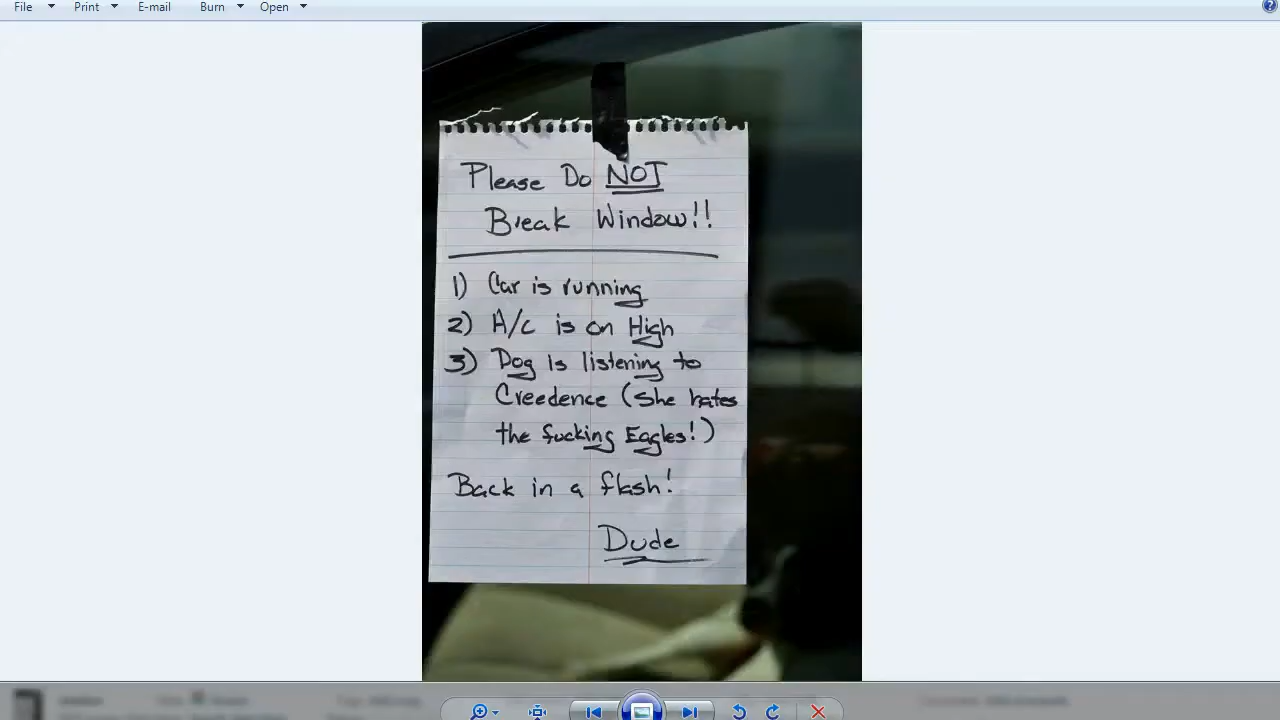 File Print E-mail Burn Open
Please Do NOT
Break Window!!
1) Car is running
2) A/C is on High
3) Dog is listening to
Creedence (she hates
the fucking Eagles!)
Back in a flash!
Dude